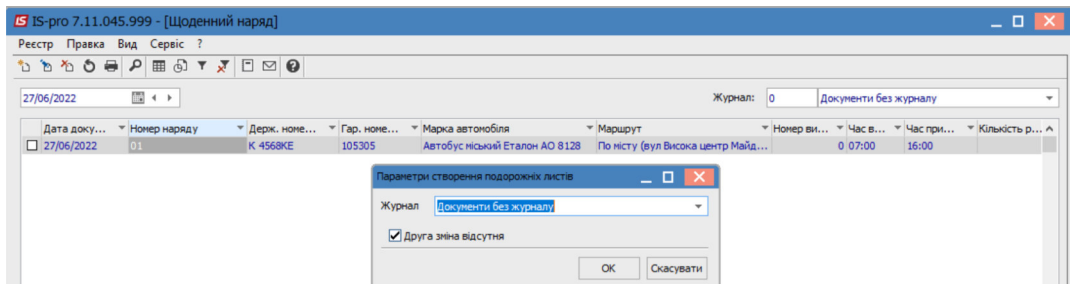 IS-pro 7.11.045.999 - [Щоденний наряд]
Реєстр Правка Вид Сервіс ?
27/06/2022 Журнал: 0 Документи без журналу
Дата доку... Номер наряду Держ. номе... Гар. номе... Марка автомобіля Маршрут Номер ви... Час в... Час при... Кількість р...
27/06/2022 01 К 4568КЕ 105305 Автобус міський Еталон АО 8128 По місту (вул Висока центр Майд... 0 07:00 16:00
Параметри створення подорожніх листів
Журнал Документи без журналу
Друга зміна відсутня
ОК Скасувати